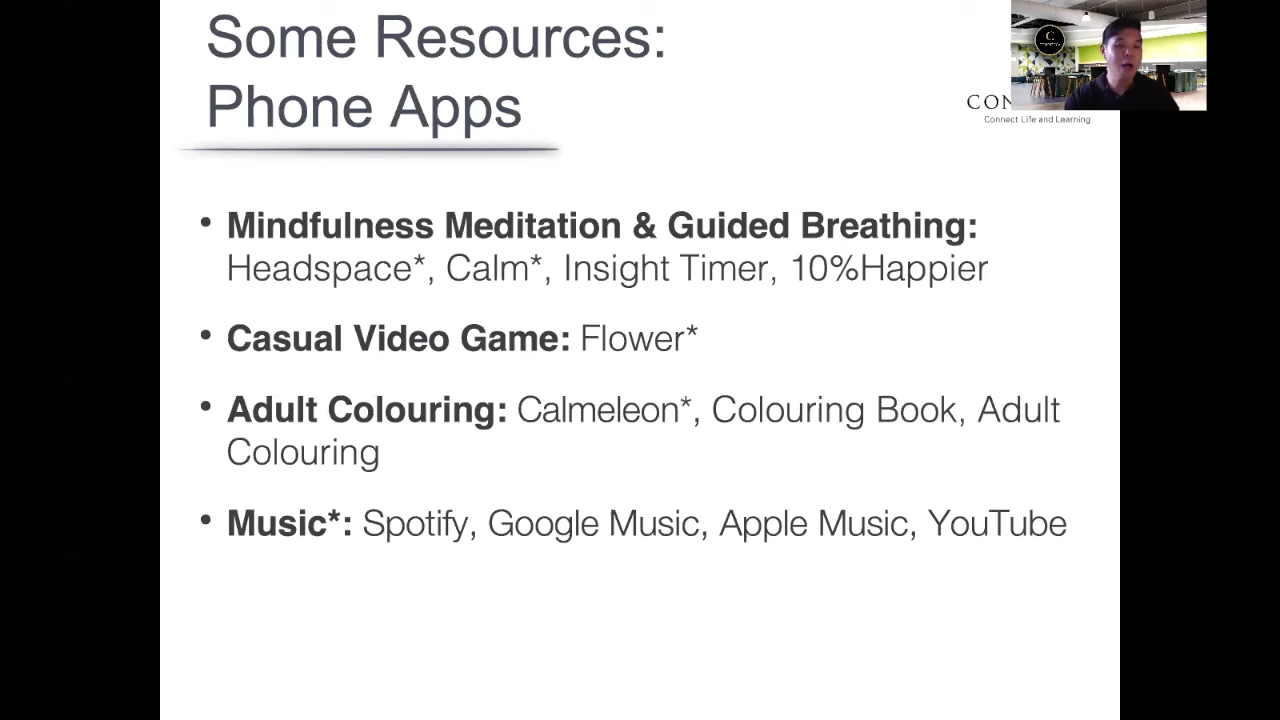 Some Resources:
Phone Apps
CON
Connect Life and Learning
C
• Mindfulness Meditation & Guided Breathing:
Headspace*, Calm*, Insight Timer, 10%Happier
• Casual Video Game: Flower*
• Adult Colouring: Calmeleon*, Colouring Book, Adult
Colouring
• Music*: Spotify, Google Music, Apple Music, YouTube